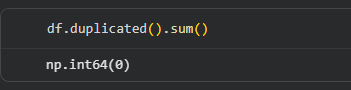 df.duplicated().sum()
np.int64(0)